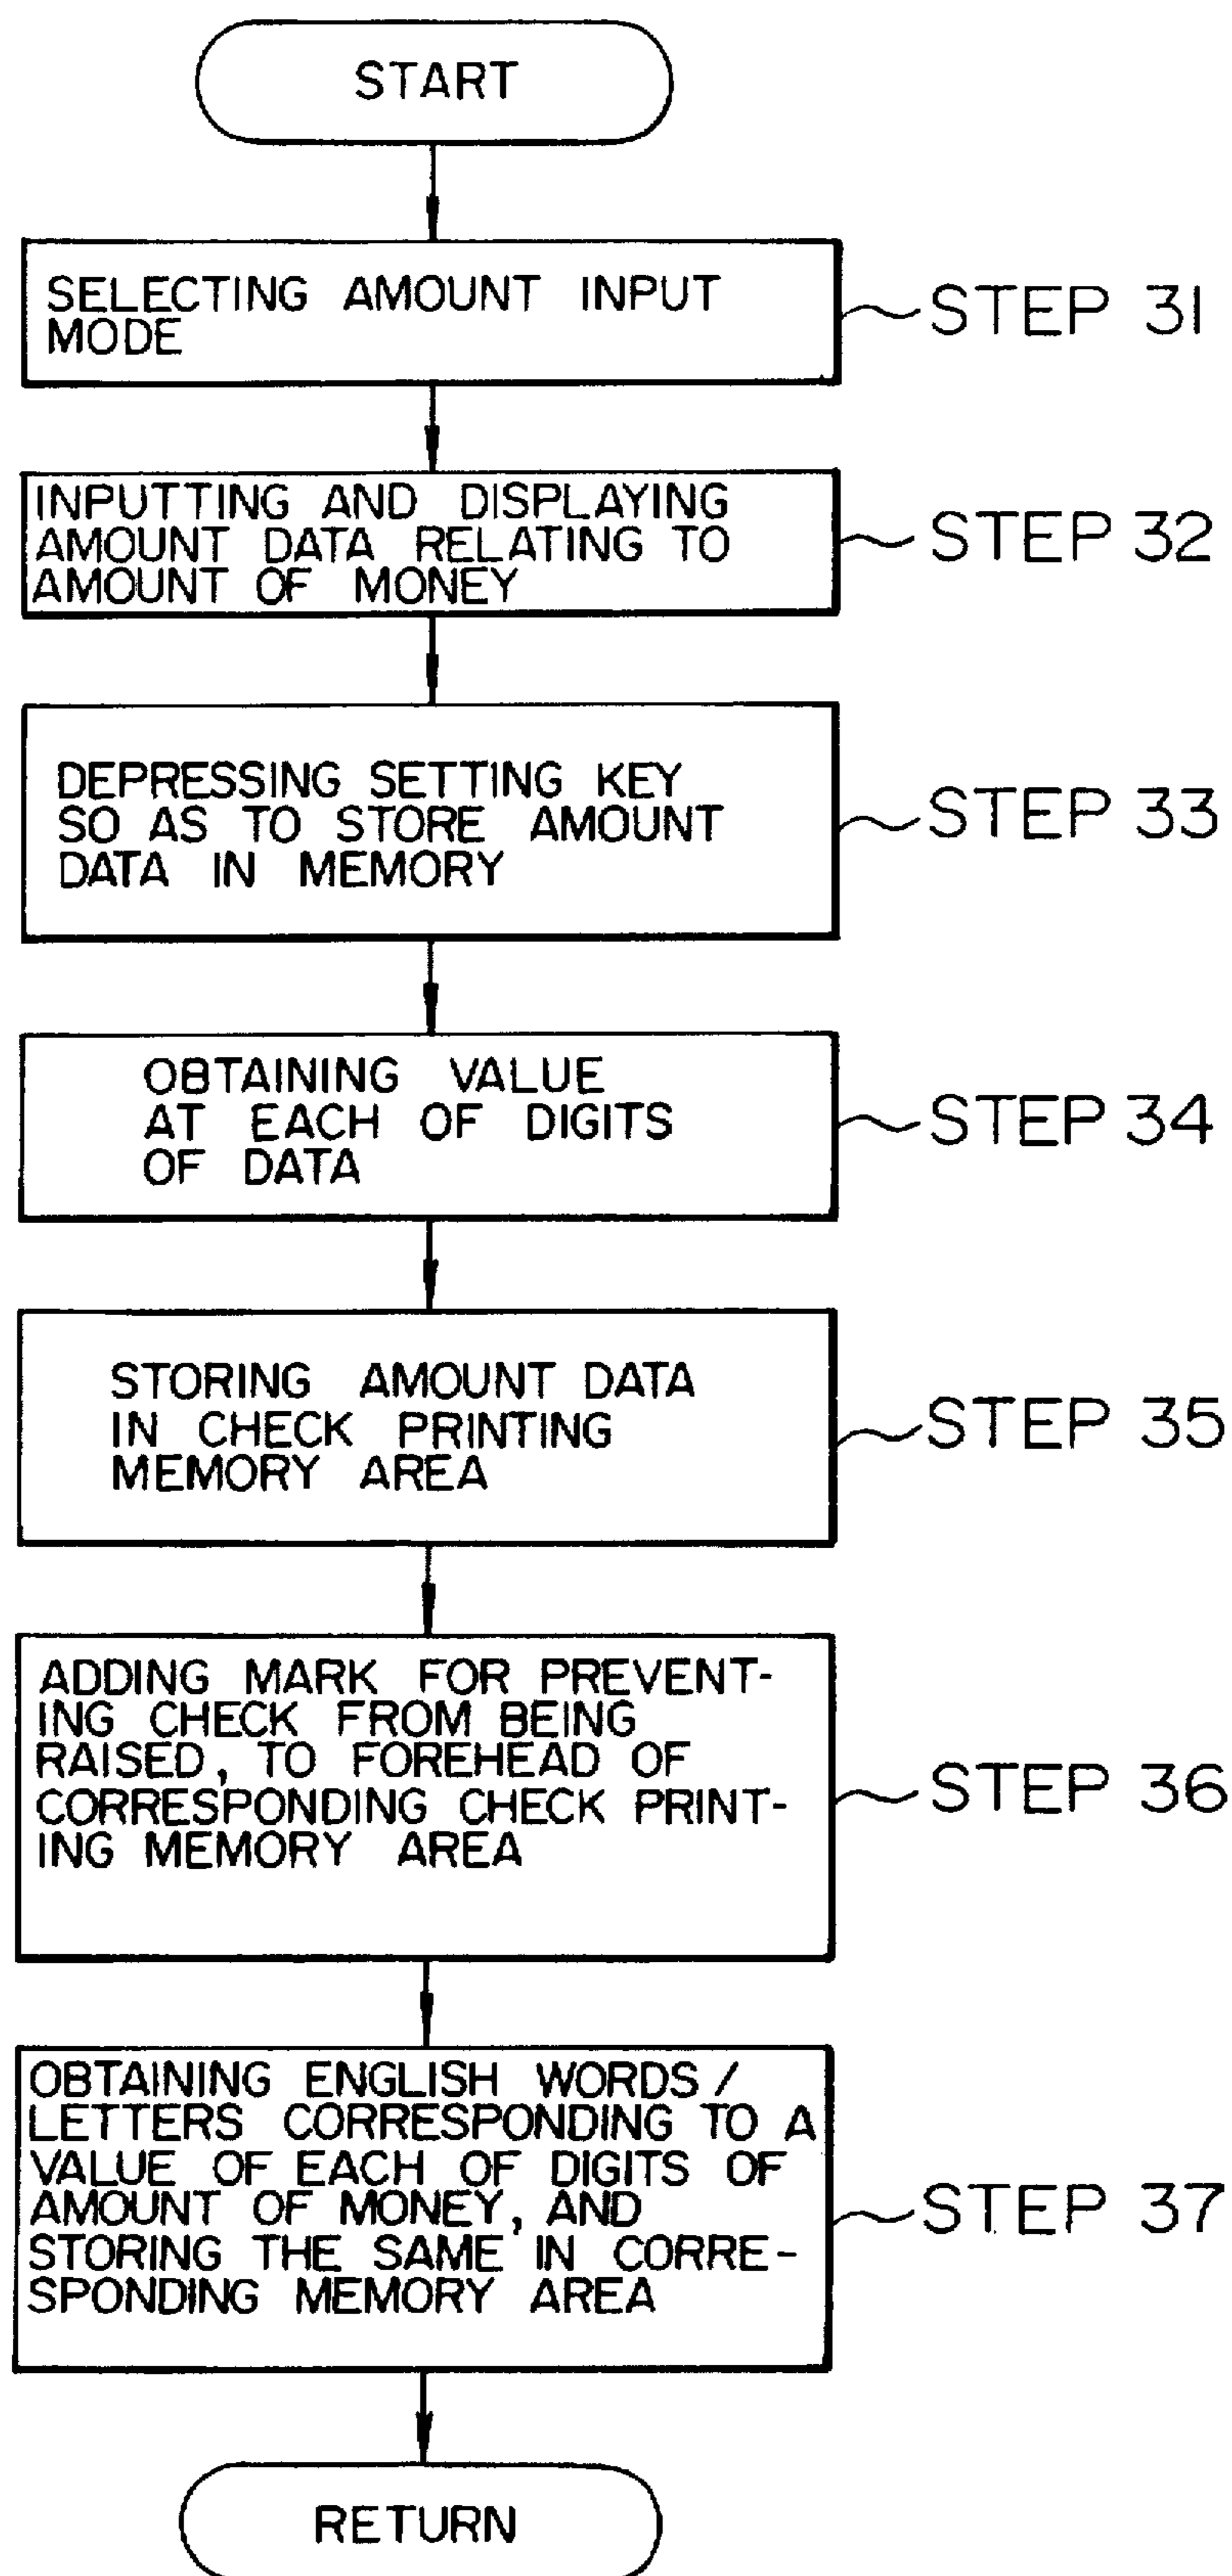 START
SELECTING AMOUNT INPUT
MODE
STEP 31
INPUTTING AND DISPLAYING
AMOUNT DATA RELATING TO
AMOUNT OF MONEY
STEP 32
DEPRESSING SETTING KEY
SO AS TO STORE AMOUNT
DATA IN MEMORY
STEP 33
OBTAINING VALUE
AT EACH OF DIGITS
OF DATA
STEP 34
STORING AMOUNT DATA
IN CHECK PRINTING
MEMORY AREA
STEP 35
ADDING MARK FOR PREVENT-
ING CHECK FROM BEING
RAISED, TO FOREHEAD OF
CORRESPONDING CHECK PRINT-
ING MEMORY AREA
STEP 36
OBTAINING ENGLISH WORDS/
LETTERS CORRESPONDING TO A
VALUE OF EACH OF DIGITS OF
AMOUNT OF MONEY, AND
STORING THE SAME IN CORRE-
SPONDING MEMORY AREA
STEP 37
RETURN